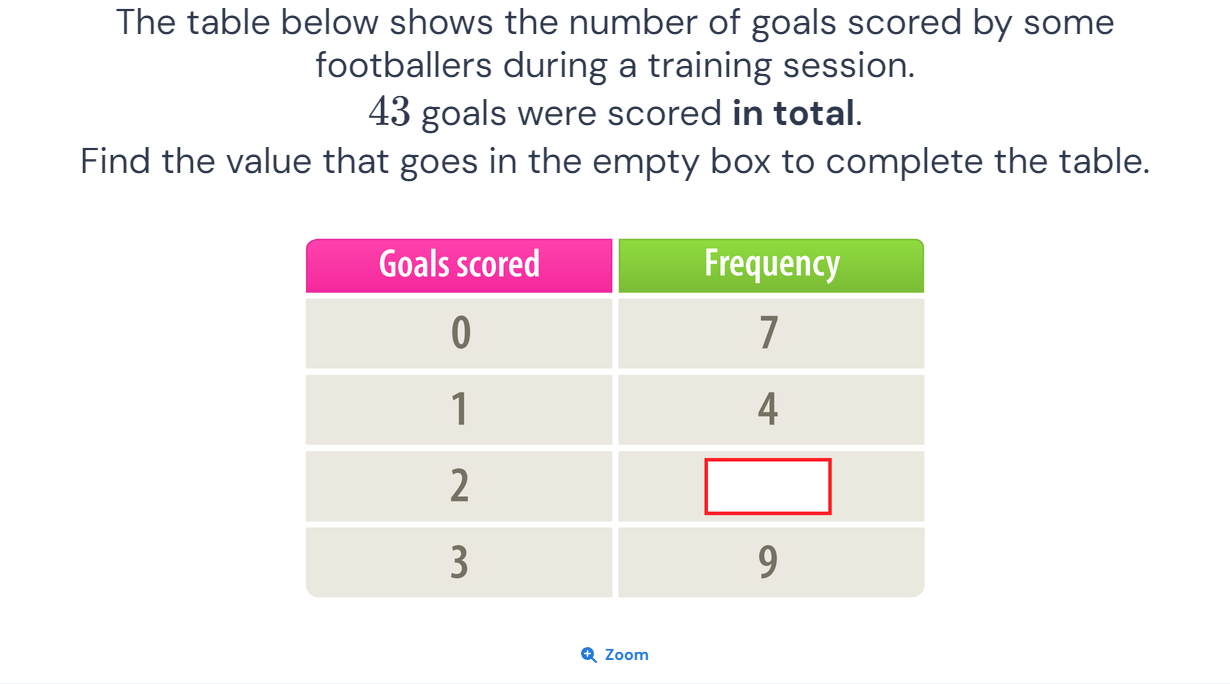 The table below shows the number of goals scored by some
footballers during a training session.
43 goals were scored in total.
Find the value that goes in the empty box to complete the table.
Goals scored Frequency
0 7
1 4
2
3 9
Zoom